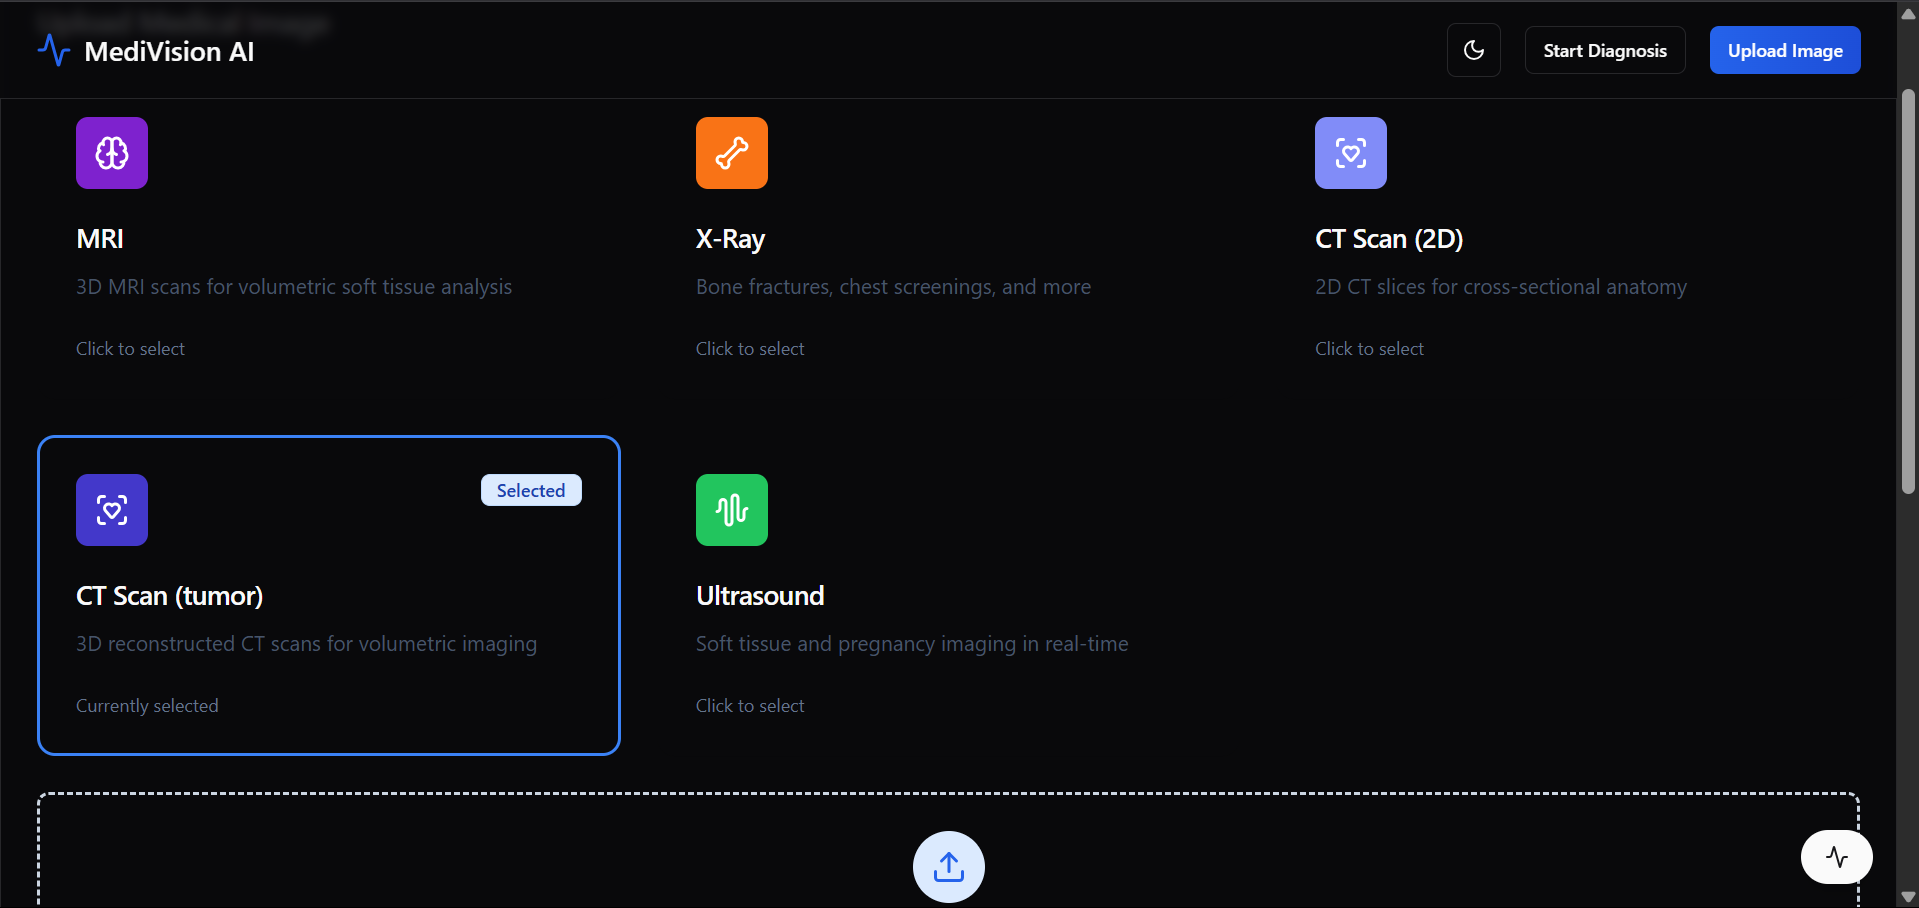 Upload Medical Image
MediVision AI
Start Diagnosis
Upload Image
MRI
3D MRI scans for volumetric soft tissue analysis
Click to select
X-Ray
Bone fractures, chest screenings, and more
Click to select
CT Scan (2D)
2D CT slices for cross-sectional anatomy
Click to select
Selected
CT Scan (tumor)
3D reconstructed CT scans for volumetric imaging
Currently selected
Ultrasound
Soft tissue and pregnancy imaging in real-time
Click to select